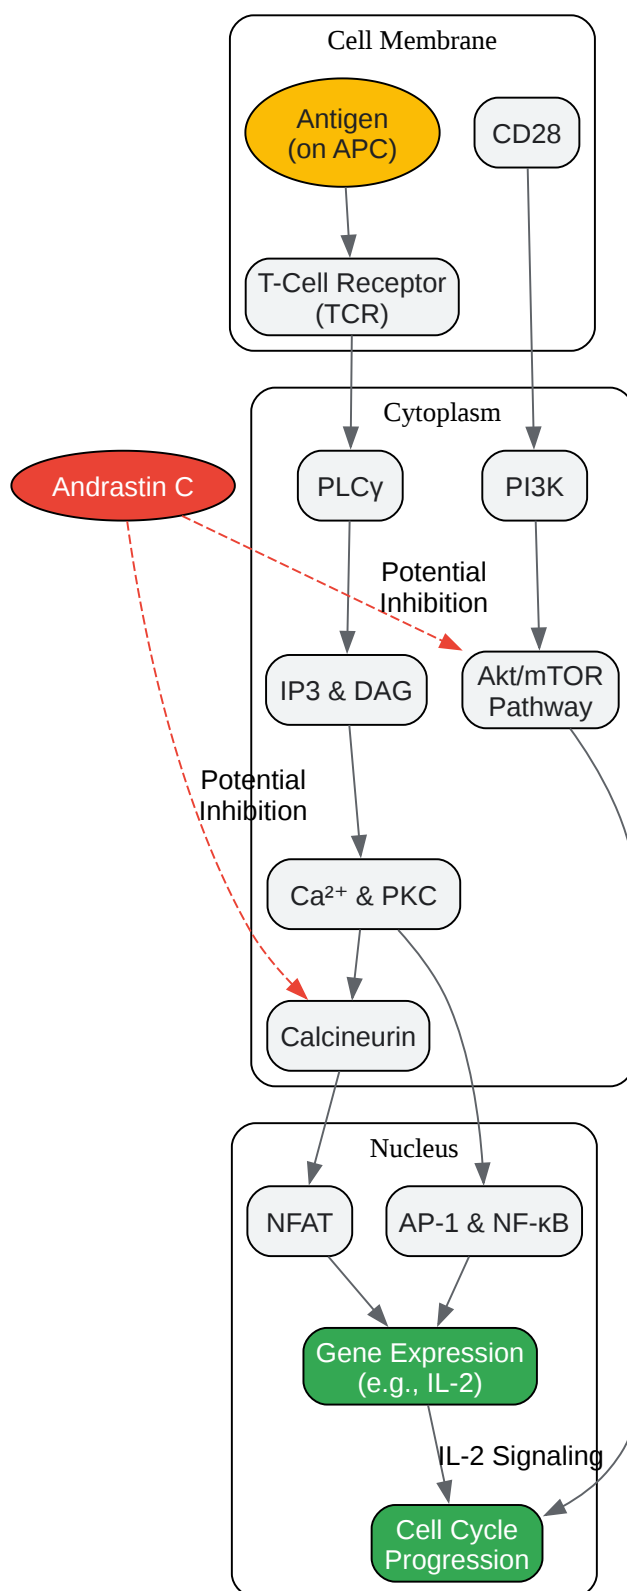 Cell Membrane
Antigen
(on APC)
CD28
T-Cell Receptor
(TCR)
Cytoplasm
Andrastin C
PLCγ
PI3K
Potential
Inhibition
IP3 & DAG
Akt/mTOR
Pathway
Potential
Inhibition
Ca²⁺ & PKC
Calcineurin
Nucleus
NFAT
AP-1 & NF-κB
Gene Expression
(e.g., IL-2)
IL-2 Signaling
Cell Cycle
Progression